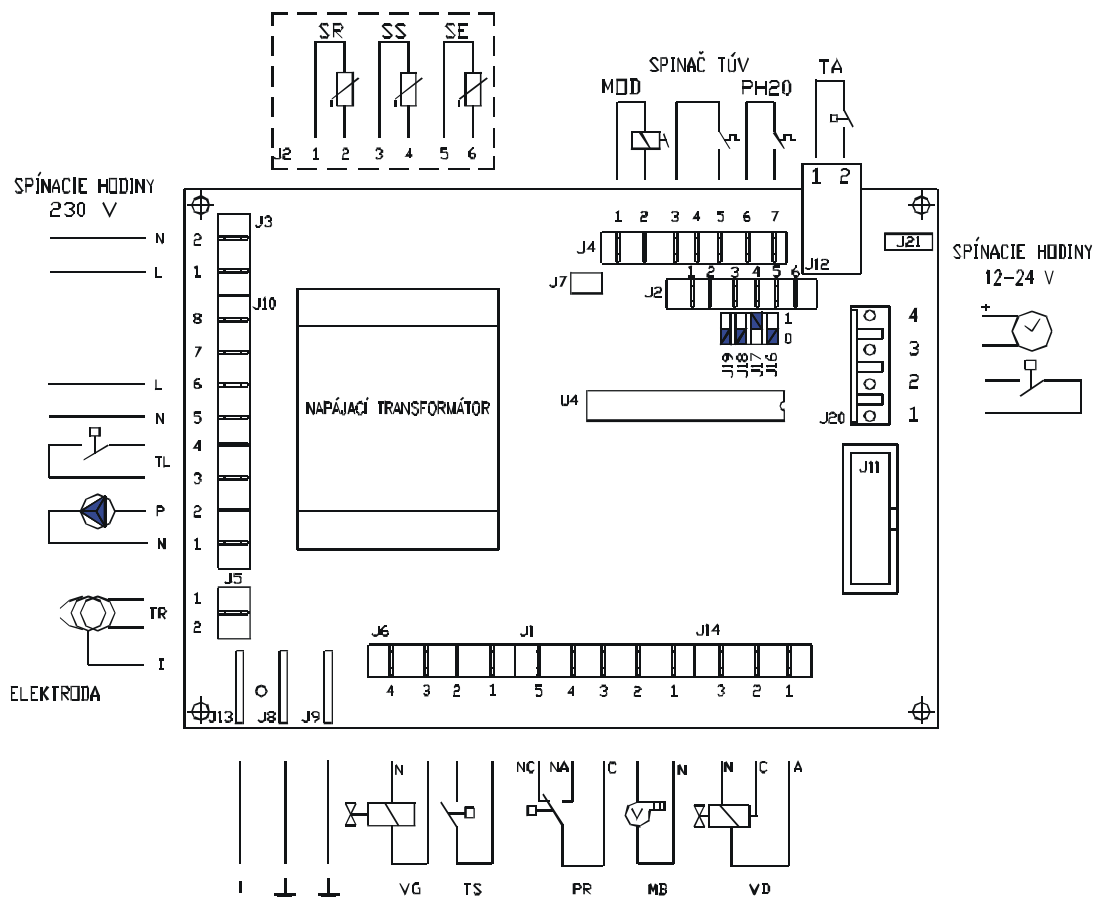 SR SS SE
J2 1 2 3 4 5 6
SPINAČ TÚV
MOD PH20 TA
1 2
SPÍNACIE HODINY
230 V
N 2 J3
L 1
J10
8
7
L 6
N 5
4
TL
3
P 2
N 1
J5
1
TR
2
I
ELEKTRODA
NAPÁJACÍ TRANSFORMÁTOR
1 2 3 4 5 6 7
J4
J12
J21
J7
1 2 3 4 5 6
J2
1
0
J19 J18 J17 J16
U4
SPÍNACIE HODINY
12-24 V
+
4
3
2
1
J20
J11
J6 J1 J14
4 3 2 1 5 4 3 2 1 3 2 1
J13 J8 J9
N NÇ NA C N N Ç A
I VG TS PR MB VD